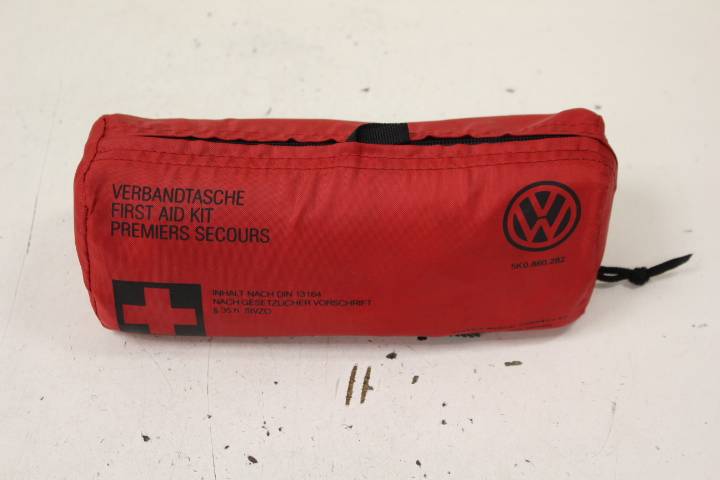 VERBANDTASCHE
FIRST AID KIT
PREMIERS SECOURS
VW
5K0.860.282
INHALT NACH DIN 13164
NACH GESETZLICHER VORSCHRIFT
§ 35 h StVZO